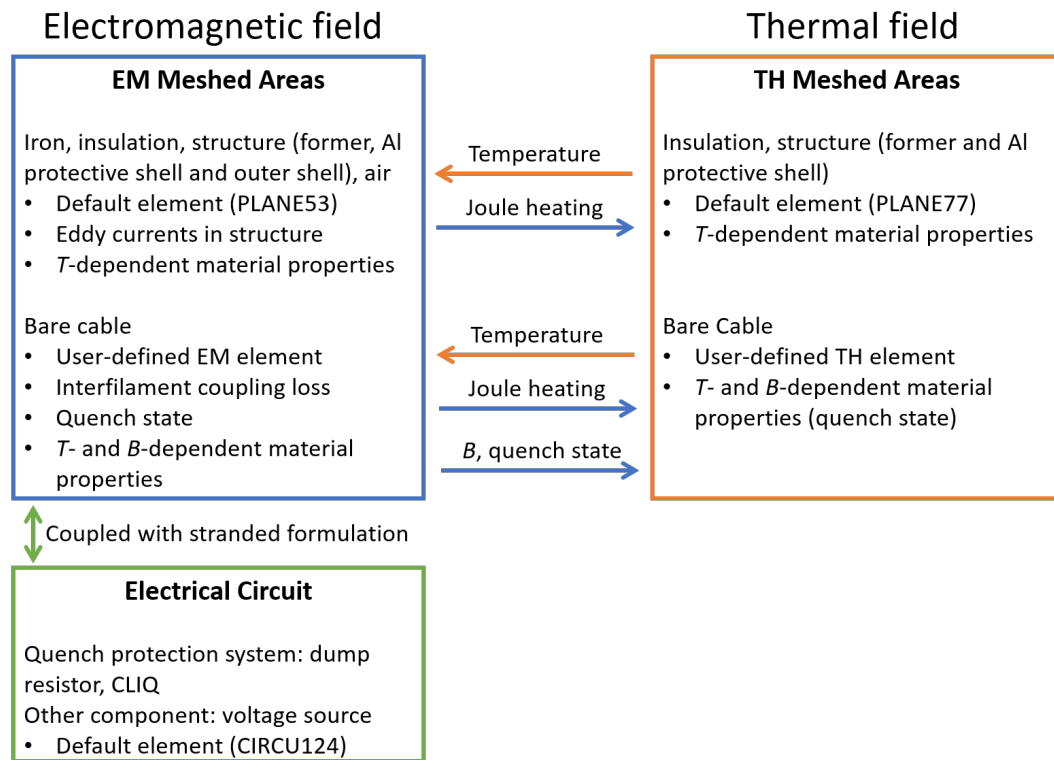 Electromagnetic field
EM Meshed Areas
Iron, insulation, structure (former, Al
protective shell and outer shell), air
• Default element (PLANE53)
• Eddy currents in structure
• T-dependent material properties
Bare cable
• User-defined EM element
• Interfilament coupling loss
• Quench state
• T- and B-dependent material
properties
Temperature
Joule heating
Temperature
Joule heating
B, quench state
Thermal field
TH Meshed Areas
Insulation, structure (former and Al
protective shell)
• Default element (PLANE77)
• T-dependent material properties
Bare Cable
• User-defined TH element
• T- and B-dependent material
properties (quench state)
Coupled with stranded formulation
Electrical Circuit
Quench protection system: dump
resistor, CLIQ
Other component: voltage source
• Default element (CIRCU124)